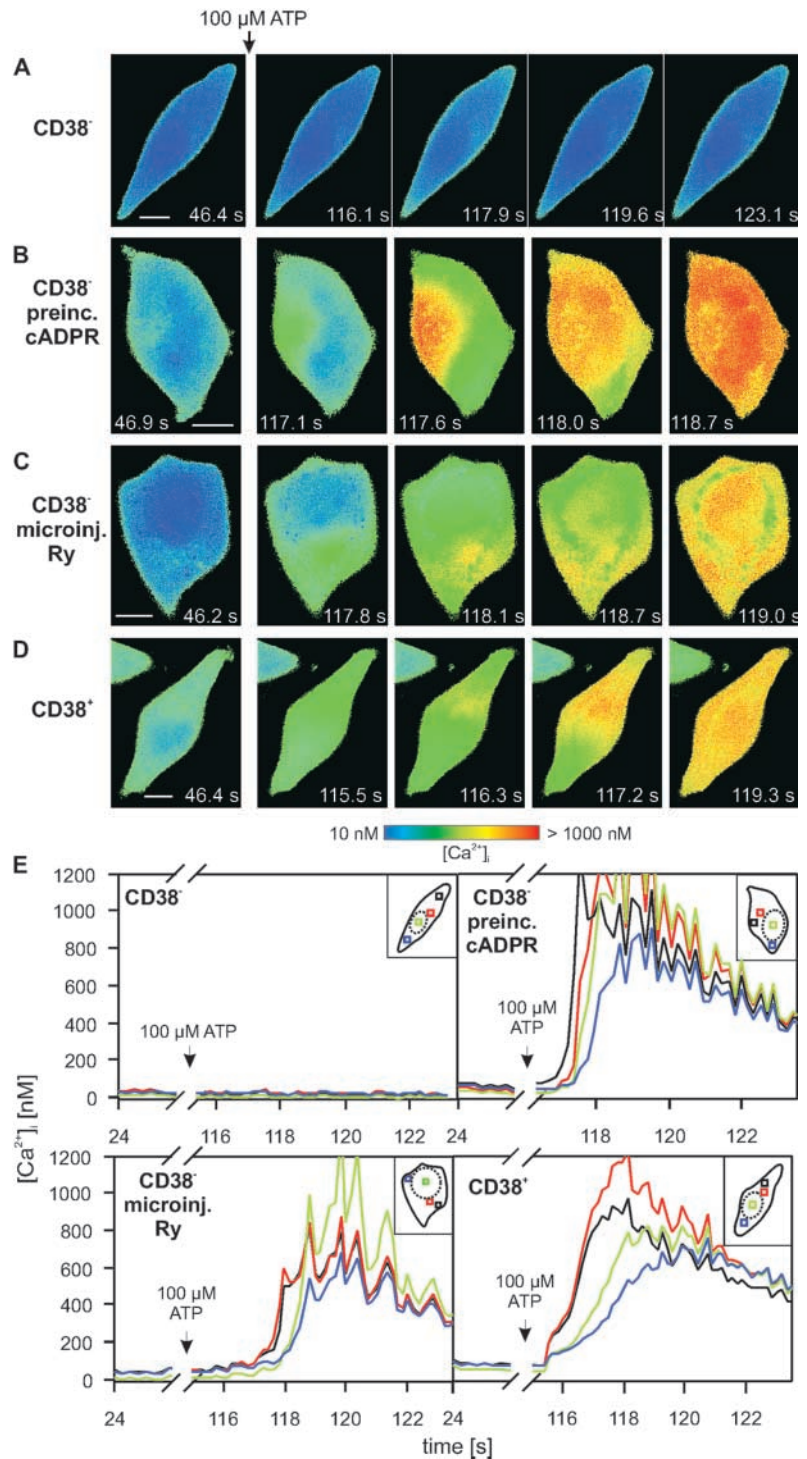 100 µM ATP
A
CD38⁻
46.4 s
116.1 s
117.9 s
119.6 s
123.1 s
B
CD38⁻
preinc.
cADPR
46.9 s
117.1 s
117.6 s
118.0 s
118.7 s
C
CD38⁻
microinj.
Ry
46.2 s
117.8 s
118.1 s
118.7 s
119.0 s
D
CD38⁺
46.4 s
115.5 s
116.3 s
117.2 s
119.3 s
10 nM
> 1000 nM
[Ca²⁺]ᵢ
E
1200
1000
800
600
400
200
0
CD38⁻
100 µM ATP
24
116
118
120
122
CD38⁻
preinc.
cADPR
100 µM
ATP
118
120
122
[Ca²⁺]ᵢ [nM]
1200
1000
800
600
400
200
0
CD38⁻
microinj.
Ry
100 µM
ATP
24
116
118
120
122
CD38⁺
100 µM
ATP
24
116
118
120
122
time [s]